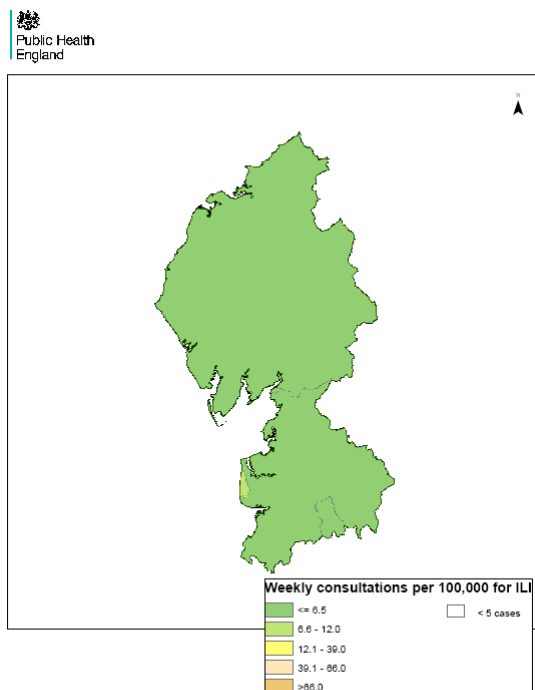 Public Health
England
N
Weekly consultations per 100,000 for ILI
<= 6.5
< 5 cases
6.6 - 12.0
12.1 - 39.0
39.1 - 66.0
>66.0